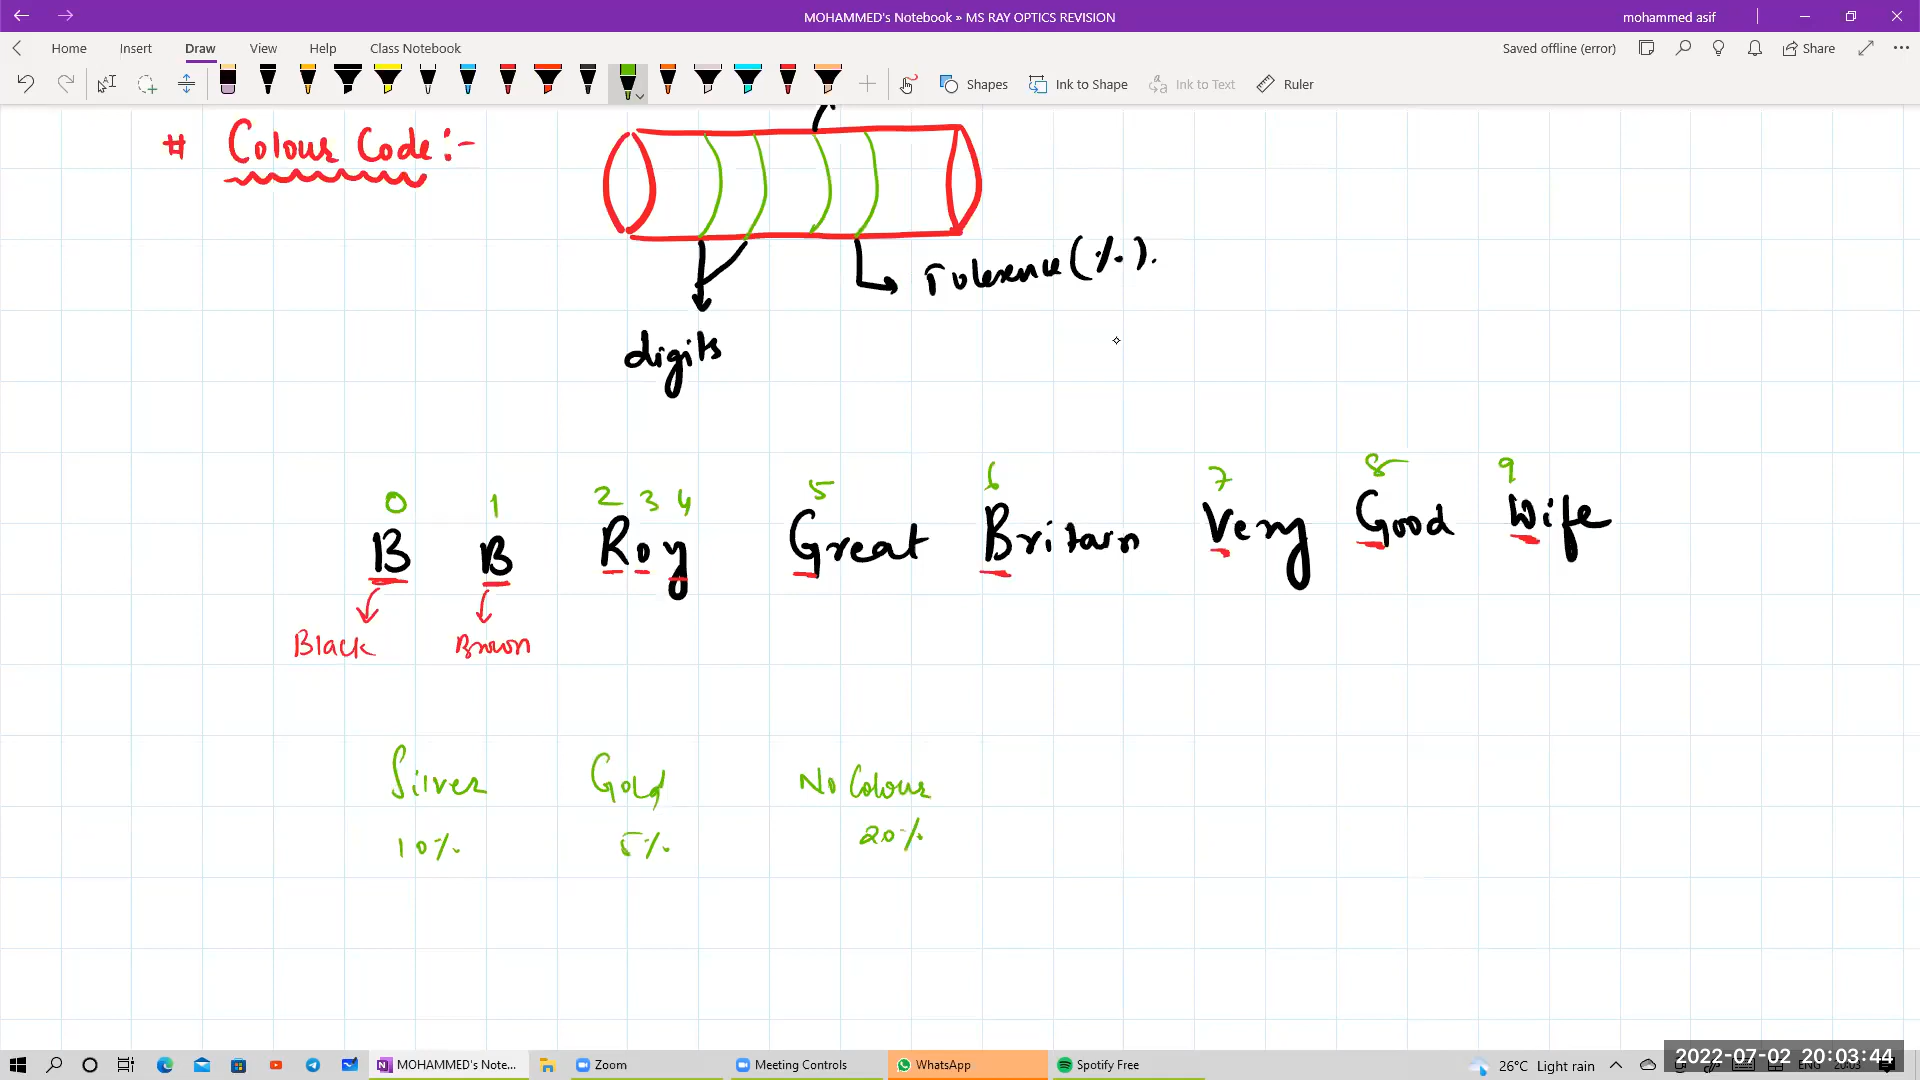 MOHAMMED's Notebook » MS RAY OPTICS REVISION
mohammed asif
Home Insert Draw View Help Class Notebook
Saved offline (error)
Share
Shapes
Ink to Shape
Ink to Text
Ruler
# Colour Code:-
Tolerence (%).
digits
0 1 2 3 4 5 6 7 8 9
B B Roy Great Britain Very Good Wife
Black Brown
Silver Gold No Colour
10% 5% 20%
MOHAMMED's Note...
Zoom
Meeting Controls
WhatsApp
Spotify Free
26°C Light rain
2022-07-02 20:03:44